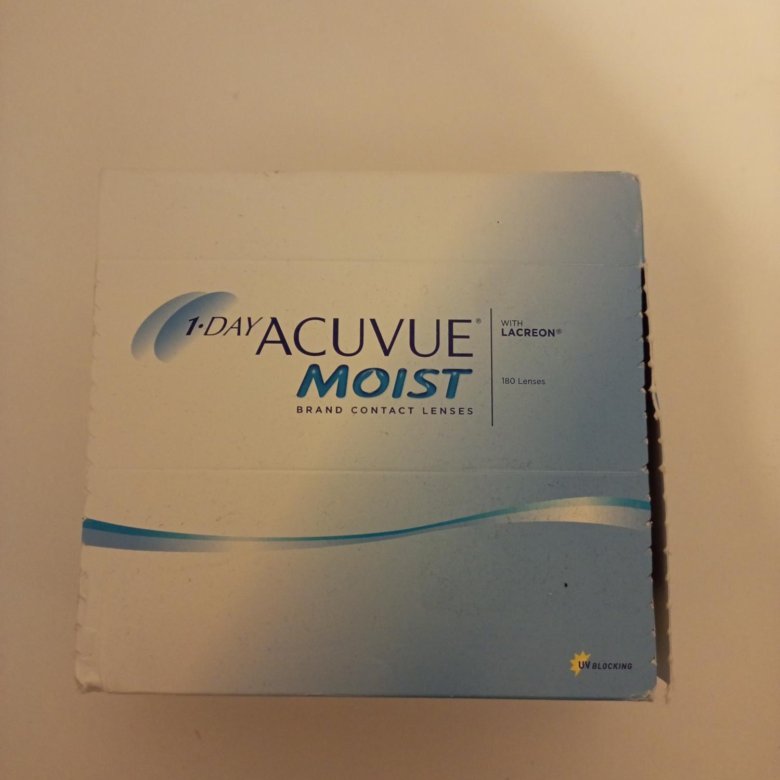 1·DAY ACUVUE®
MOIST
BRAND CONTACT LENSES
WITH
LACREON®
180 Lenses
UV BLOCKING